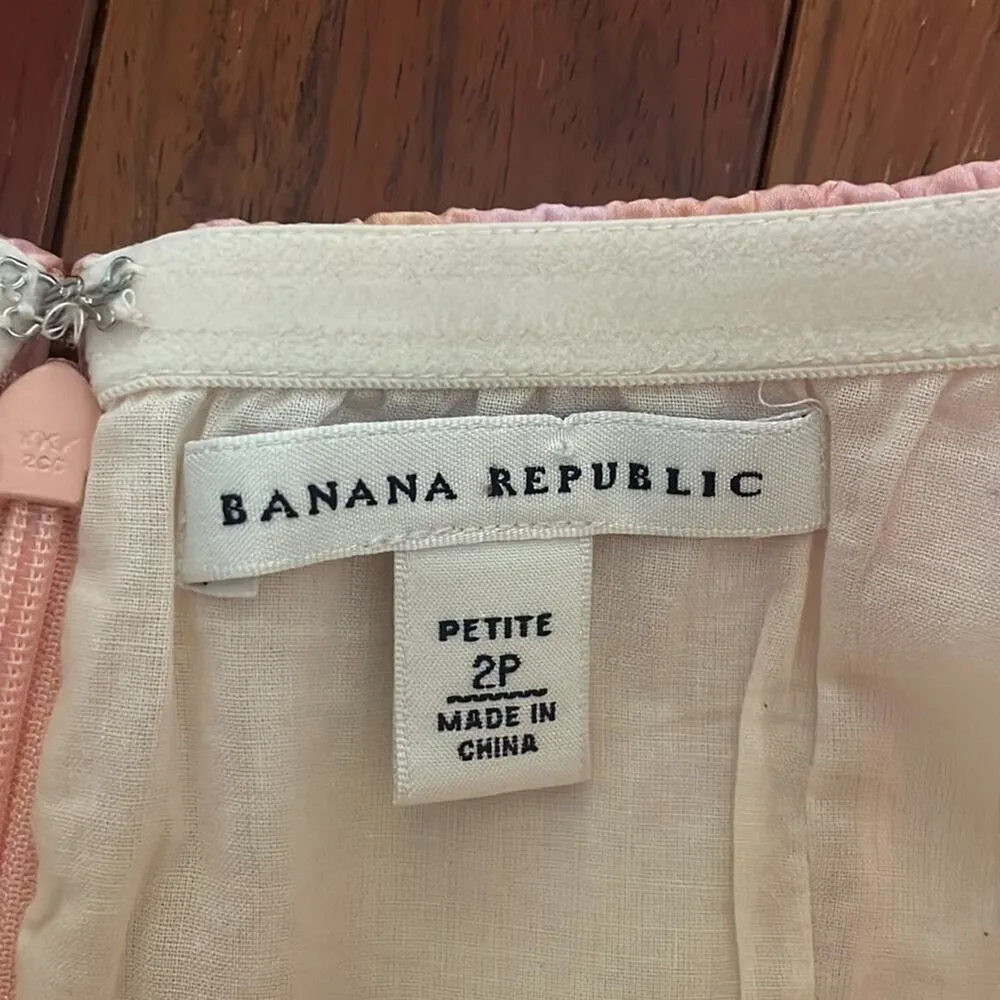 BANANA REPUBLIC
PETITE
2P
MADE IN
CHINA